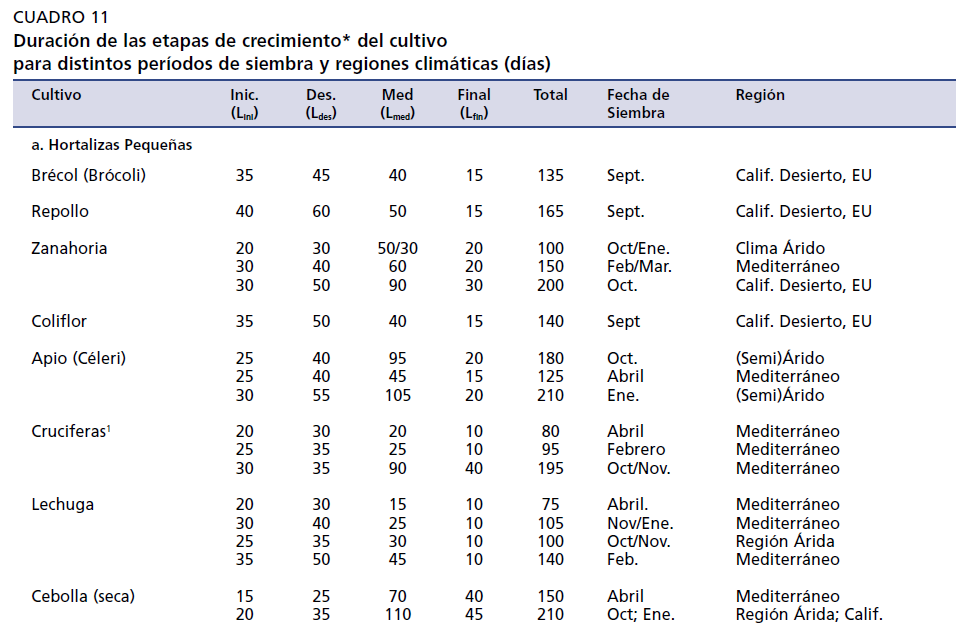 CUADRO 11
Duración de las etapas de crecimiento* del cultivo
para distintos períodos de siembra y regiones climáticas (días)
Cultivo Inic. Des. Med Final Total Fecha de Región
(Lini) (Ldes) (Lmed) (Lfin) Siembra
a. Hortalizas Pequeñas
Brécol (Brócoli) 35 45 40 15 135 Sept. Calif. Desierto, EU
Repollo 40 60 50 15 165 Sept. Calif. Desierto, EU
Zanahoria 20 30 50/30 20 100 Oct/Ene. Clima Árido
30 40 60 20 150 Feb/Mar. Mediterráneo
30 50 90 30 200 Oct. Calif. Desierto, EU
Coliflor 35 50 40 15 140 Sept Calif. Desierto, EU
Apio (Céleri) 25 40 95 20 180 Oct. (Semi)Árido
25 40 45 15 125 Abril Mediterráneo
30 55 105 20 210 Ene. (Semi)Árido
Cruciferas¹ 20 30 20 10 80 Abril Mediterráneo
25 35 25 10 95 Febrero Mediterráneo
30 35 90 40 195 Oct/Nov. Mediterráneo
Lechuga 20 30 15 10 75 Abril. Mediterráneo
30 40 25 10 105 Nov/Ene. Mediterráneo
25 35 30 10 100 Oct/Nov. Región Árida
35 50 45 10 140 Feb. Mediterráneo
Cebolla (seca) 15 25 70 40 150 Abril Mediterráneo
20 35 110 45 210 Oct; Ene. Región Árida; Calif.